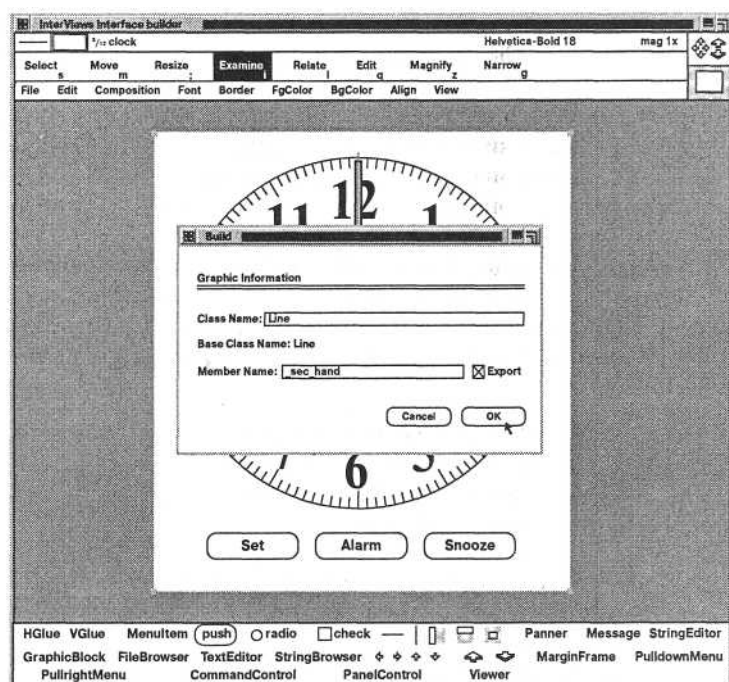 InterViews Interface builder
5/12 clock Helvetica-Bold 18 mag 1x
Select Move Resize Examine Relate Edit Magnify Narrow
s m ; i l q z g
File Edit Composition Font Border FgColor BgColor Align View
12
11 1
Build
Graphic Information
Class Name: Line
Base Class Name: Line
Member Name: _sec_hand Export
Cancel OK
7 6 5
Set Alarm Snooze
HGlue VGlue MenuItem push radio check Panner Message StringEditor
GraphicBlock FileBrowser TextEditor StringBrowser MarginFrame PulldownMenu
PullrightMenu CommandControl PanelControl Viewer